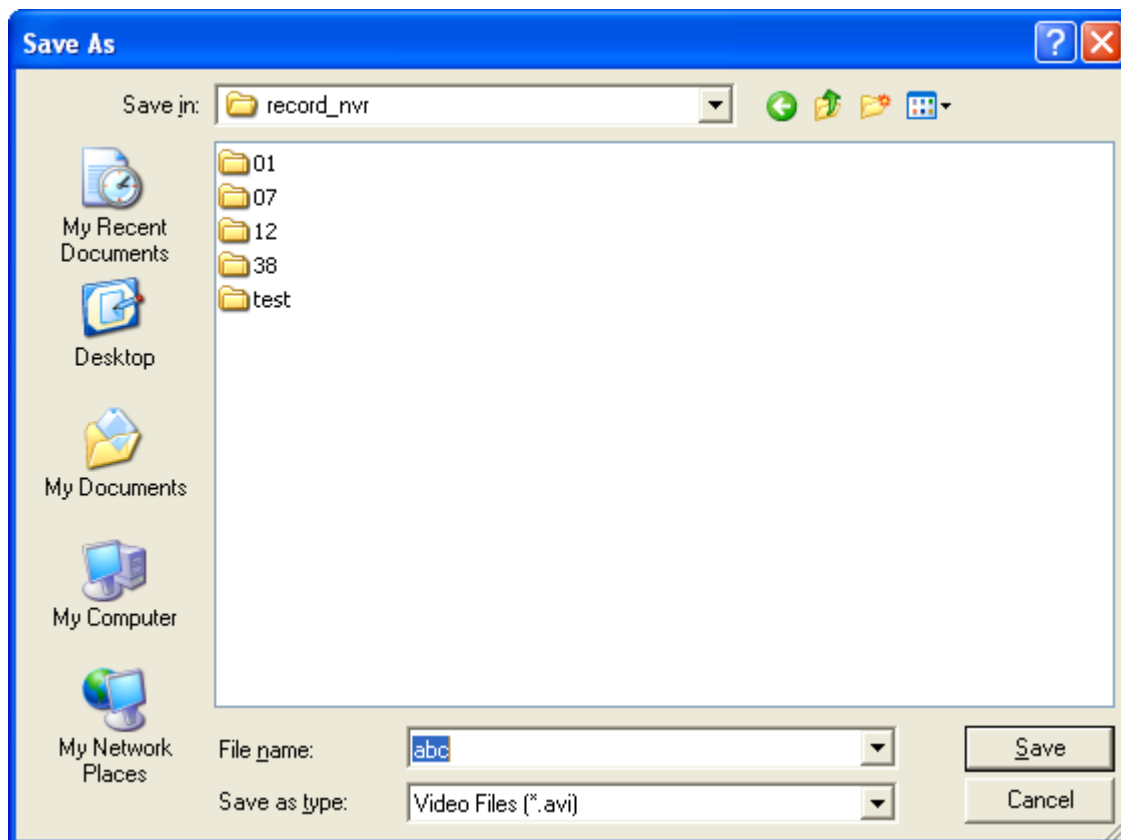 Save As
Save in: record_nvr
01
07
12
38
test
My Recent
Documents
Desktop
My Documents
My Computer
My Network
Places
File name: abc Save
Save as type: Video Files (*.avi) Cancel